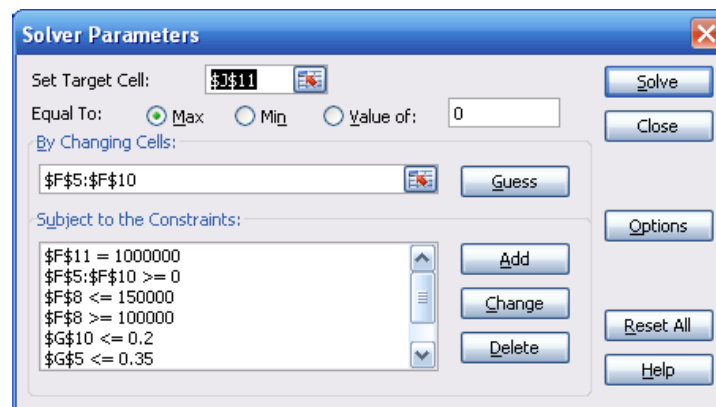 Solver Parameters
Set Target Cell: $J$11
Solve
Equal To: Max Min Value of: 0
Close
By Changing Cells:
$F$5:$F$10
Guess
Subject to the Constraints:
Options
$F$11 = 1000000
Add
$F$5:$F$10 >= 0
$F$8 <= 150000
Change
$F$8 >= 100000
Reset All
$G$10 <= 0.2
Delete
$G$5 <= 0.35
Help